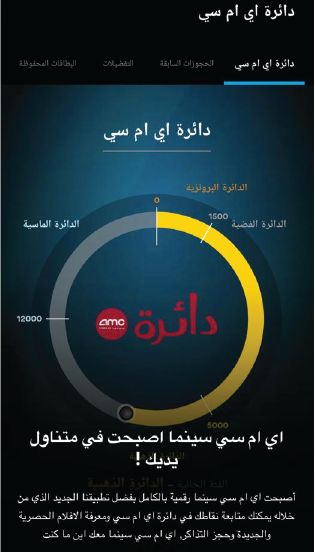 دائرة اي ام سي
دائرة اي ام سي
الحجوزات السابقة
التفضيلات
البطاقات المحفوظة
دائرة اي ام سي
الدائرة البرونزية
0
1500
الدائرة الفضية
الدائرة الماسية
12000
amc
دائرة
5000
اي ام سي سينما اصبحت في متناول
يديك !
الفئة الحالية - الدائرة الذهبية
أصبحت اي ام سي سينما رقمية بالكامل بفضل تطبيقنا الجديد الذي من
خلاله يمكنك متابعة نقاطك في دائرة اي ام سي ومعرفة الافلام الحصرية
والجديدة وحجز التذاكر. اي ام سي سينما معك اين ما كنت